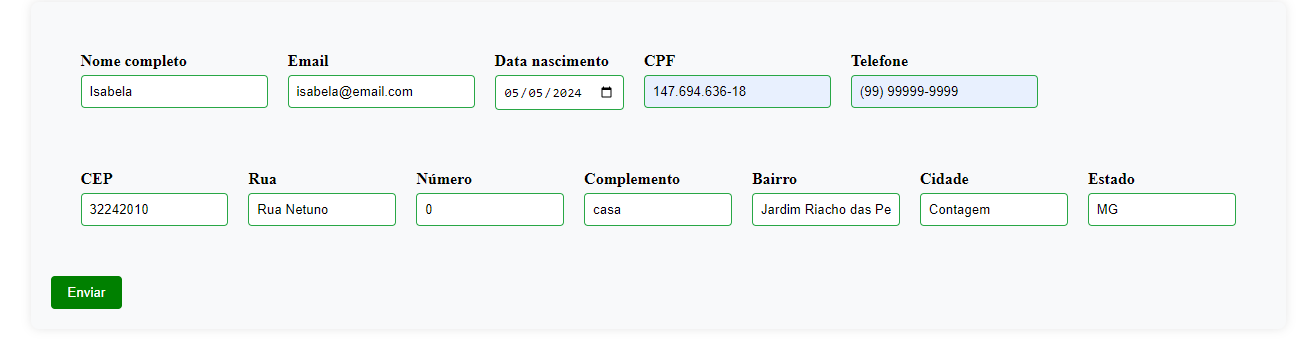 Nome completo Email Data nascimento CPF Telefone
Isabela isabela@email.com 05/05/2024 147.694.636-18 (99) 99999-9999
CEP Rua Número Complemento Bairro Cidade Estado
32242010 Rua Netuno 0 casa Jardim Riacho das Pe Contagem MG
Enviar